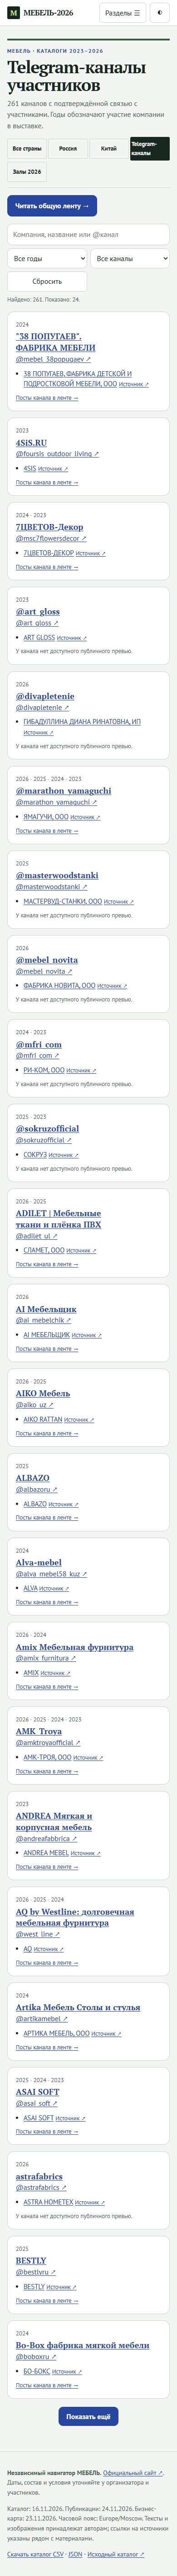 М МЕБЕЛЬ·2026 Разделы ☰ ◐
МЕБЕЛЬ · КАТАЛОГИ 2023–2026
Telegram-каналы
участников
261 каналов с подтверждённой связью с
участниками. Годы обозначают участие в
выставке.
Все страны Россия Китай Telegram-каналы
Залы 2026
Читать общую ленту →
Компания, название или @канал
Все годы Все каналы
Сбросить
Найдено: 261. Показано: 24.
2024
"38 ПОПУГАЕВ".
ФАБРИКА МЕБЕЛИ
@mebel_38popugaev ↗
• 38 ПОПУГАЕВ, ФАБРИКА ДЕТСКОЙ И
ПОДРОСТКОВОЙ МЕБЕЛИ, ООО Источник ↗
Посты канала в ленте →
2023
4SIS.RU
@foursis_outdoor_living ↗
• 4SIS Источник ↗
Посты канала в ленте →
2024 · 2023
7ЦВЕТОВ-Декор
@msc7flowersdecor ↗
• 7ЦВЕТОВ-ДЕКОР Источник ↗
Посты канала в ленте →
2023
@art_gloss
@art_gloss ↗
• ART GLOSS Источник ↗
У канала нет доступного публичного превью.
2026
@divapletenie
@divapletenie ↗
• ГИБАДУЛЛИНА ДИАНА РИНАТОВНА, ИП
Источник ↗
У канала нет доступного публичного превью.
2026 · 2025 · 2024 · 2023
@marathon_yamaguchi
@marathon_yamaguchi ↗
• ЯМАГУЧИ, ООО Источник ↗
Посты канала в ленте →
2025
@masterwoodstanki
@masterwoodstanki ↗
• МАСТЕРВУД-СТАНКИ, ООО Источник ↗
У канала нет доступного публичного превью.
2026
@mebel_novita
@mebel_novita ↗
• ФАБРИКА НОВИТА, ООО Источник ↗
У канала нет доступного публичного превью.
2024 · 2023
@mfri_com
@mfri_com ↗
• РИ-КОМ, ООО Источник ↗
У канала нет доступного публичного превью.
2025 · 2023
@sokruzofficial
@sokruzofficial ↗
• СОКРУЗ Источник ↗
У канала нет доступного публичного превью.
2026 · 2025
ADILET | Мебельные
ткани и плёнка ПВХ
@adilet_ul ↗
• СЛАМЕТ, ООО Источник ↗
Посты канала в ленте →
2026
AI Мебельщик
@ai_mebelchik ↗
• AI МЕБЕЛЬЩИК Источник ↗
Посты канала в ленте →
2026 · 2025
AIKO Мебель
@aiko_uz ↗
• AIKO RATTAN Источник ↗
Посты канала в ленте →
2025
ALBAZO
@albazoru ↗
• ALBAZO Источник ↗
Посты канала в ленте →
2024
Alva-mebel
@alva_mebel58_kuz ↗
• ALVA Источник ↗
Посты канала в ленте →
2026 · 2024
Amix Мебельная фурнитура
@amix_furnitura ↗
• AMIX Источник ↗
Посты канала в ленте →
2026 · 2025 · 2024 · 2023
AMK_Troya
@amktroyaofficial ↗
• АМК-ТРОЯ, ООО Источник ↗
Посты канала в ленте →
2023
ANDREA Мягкая и
корпусная мебель
@andreafabbrica ↗
• ANDREA MEBEL Источник ↗
Посты канала в ленте →
2026 · 2025 · 2024
AQ by Westline: долговечная
мебельная фурнитура
@west_line ↗
• AQ Источник ↗
Посты канала в ленте →
2024
Artika Мебель Столы и стулья
@artikamebel ↗
• АРТИКА МЕБЕЛЬ, ООО Источник ↗
Посты канала в ленте →
2025 · 2024 · 2023
ASAI SOFT
@asai_soft ↗
• ASAI SOFT Источник ↗
Посты канала в ленте →
2026
astrafabrics
@astrafabrics ↗
• ASTRA HOMETEX Источник ↗
У канала нет доступного публичного превью.
2025
BESTLY
@bestlyru ↗
• BESTLY Источник ↗
Посты канала в ленте →
2024
Bo-Box фабрика мягкой мебели
@boboxru ↗
• БО-БОКС Источник ↗
Посты канала в ленте →
Показать ещё
Независимый навигатор МЕБЕЛЬ. Официальный сайт ↗.
Даты, состав и условия уточняйте у организатора и
участников.
Каталог: 16.11.2026. Публикации: 24.11.2026. Бизнес-
карта: 23.11.2026. Часовой пояс: Europe/Moscow. Тексты и
изображения принадлежат авторам; ссылки на источники
указаны рядом с материалами.
Скачать каталог CSV · JSON · Исходный каталог ↗